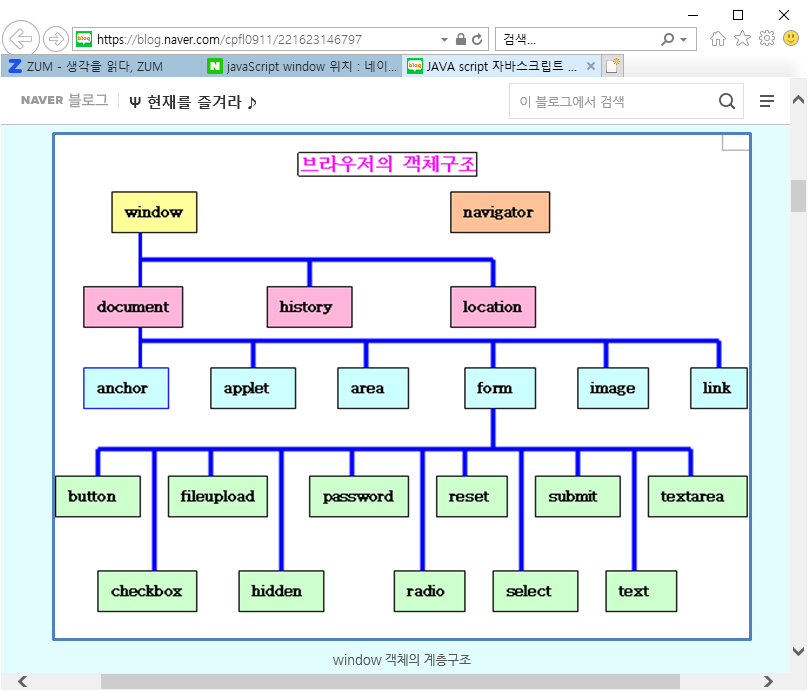 https://blog.naver.com/cpfl0911/221623146797
검색...
ZUM - 생각을 읽다, ZUM
javaScript window 위치 : 네이...
JAVA script 자바스크립트 ...
NAVER 블로그
Ψ 현재를 즐겨라 ♪
이 블로그에서 검색
브라우저의 객체구조
window navigator
document history location
anchor applet area form image link
button fileupload password reset submit textarea
checkbox hidden radio select text
window 객체의 계층구조